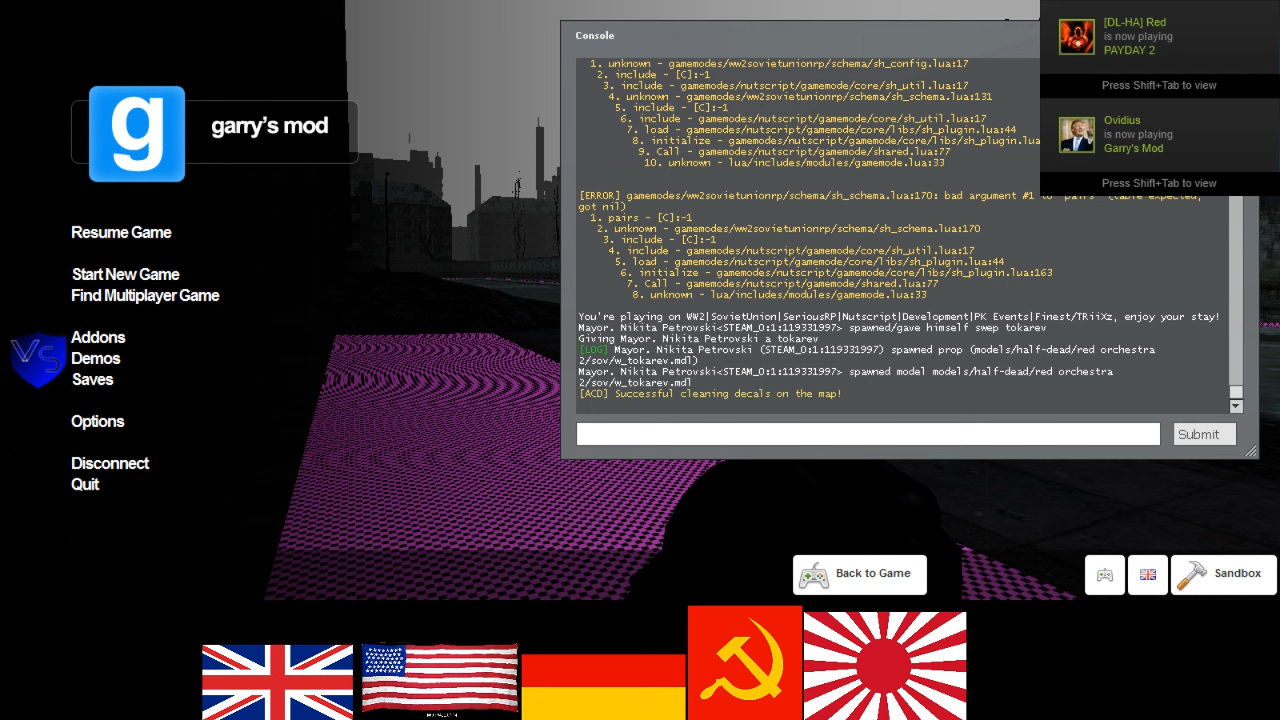 garry's mod
Resume Game
Start New Game
Find Multiplayer Game
Addons
Demos
Saves
Options
Disconnect
Quit
VS
Console
1. unknown - gamemodes/ww2sovietunionrp/schema/sh_config.lua:17
2. include - [C]:-1
3. include - gamemodes/nutscript/gamemode/core/sh_util.lua:17
4. unknown - gamemodes/ww2sovietunionrp/schema/sh_schema.lua:131
5. include - [C]:-1
6. include - gamemodes/nutscript/gamemode/core/sh_util.lua:17
7. load - gamemodes/nutscript/gamemode/core/libs/sh_plugin.lua:44
8. initialize - gamemodes/nutscript/gamemode/core/libs/sh_plugin.lua
9. Call - gamemodes/nutscript/gamemode/shared.lua:77
10. unknown - lua/includes/modules/gamemode.lua:33
[ERROR] gamemodes/ww2sovietunionrp/schema/sh_schema.lua:170: bad argument #1 to 'pairs' (table expected,
got nil)
1. pairs - [C]:-1
2. unknown - gamemodes/ww2sovietunionrp/schema/sh_schema.lua:170
3. include - [C]:-1
4. include - gamemodes/nutscript/gamemode/core/sh_util.lua:17
5. load - gamemodes/nutscript/gamemode/core/libs/sh_plugin.lua:44
6. initialize - gamemodes/nutscript/gamemode/core/libs/sh_plugin.lua:163
7. Call - gamemodes/nutscript/gamemode/shared.lua:77
8. unknown - lua/includes/modules/gamemode.lua:33
You're playing on WW2|SovietUnion|SeriousRP|Nutscript|Development|PK Events|Finest/TRiiXz, enjoy your stay!
Mayor. Nikita Petrovski<STEAM_0:1:119331997> spawned/gave himself swep tokarev
Giving Mayor. Nikita Petrovski a tokarev
[LOG] Mayor. Nikita Petrovski (STEAM_0:1:119331997) spawned prop (models/half-dead/red orchestra
2/sov/w_tokarev.mdl)
Mayor. Nikita Petrovski<STEAM_0:1:119331997> spawned model models/half-dead/red orchestra
2/sov/w_tokarev.mdl
[ACD] Successful cleaning decals on the map!
Submit
[DL-HA] Red
is now playing
PAYDAY 2
Press Shift+Tab to view
Ovidius
is now playing
Garry's Mod
Press Shift+Tab to view
Back to Game
Sandbox